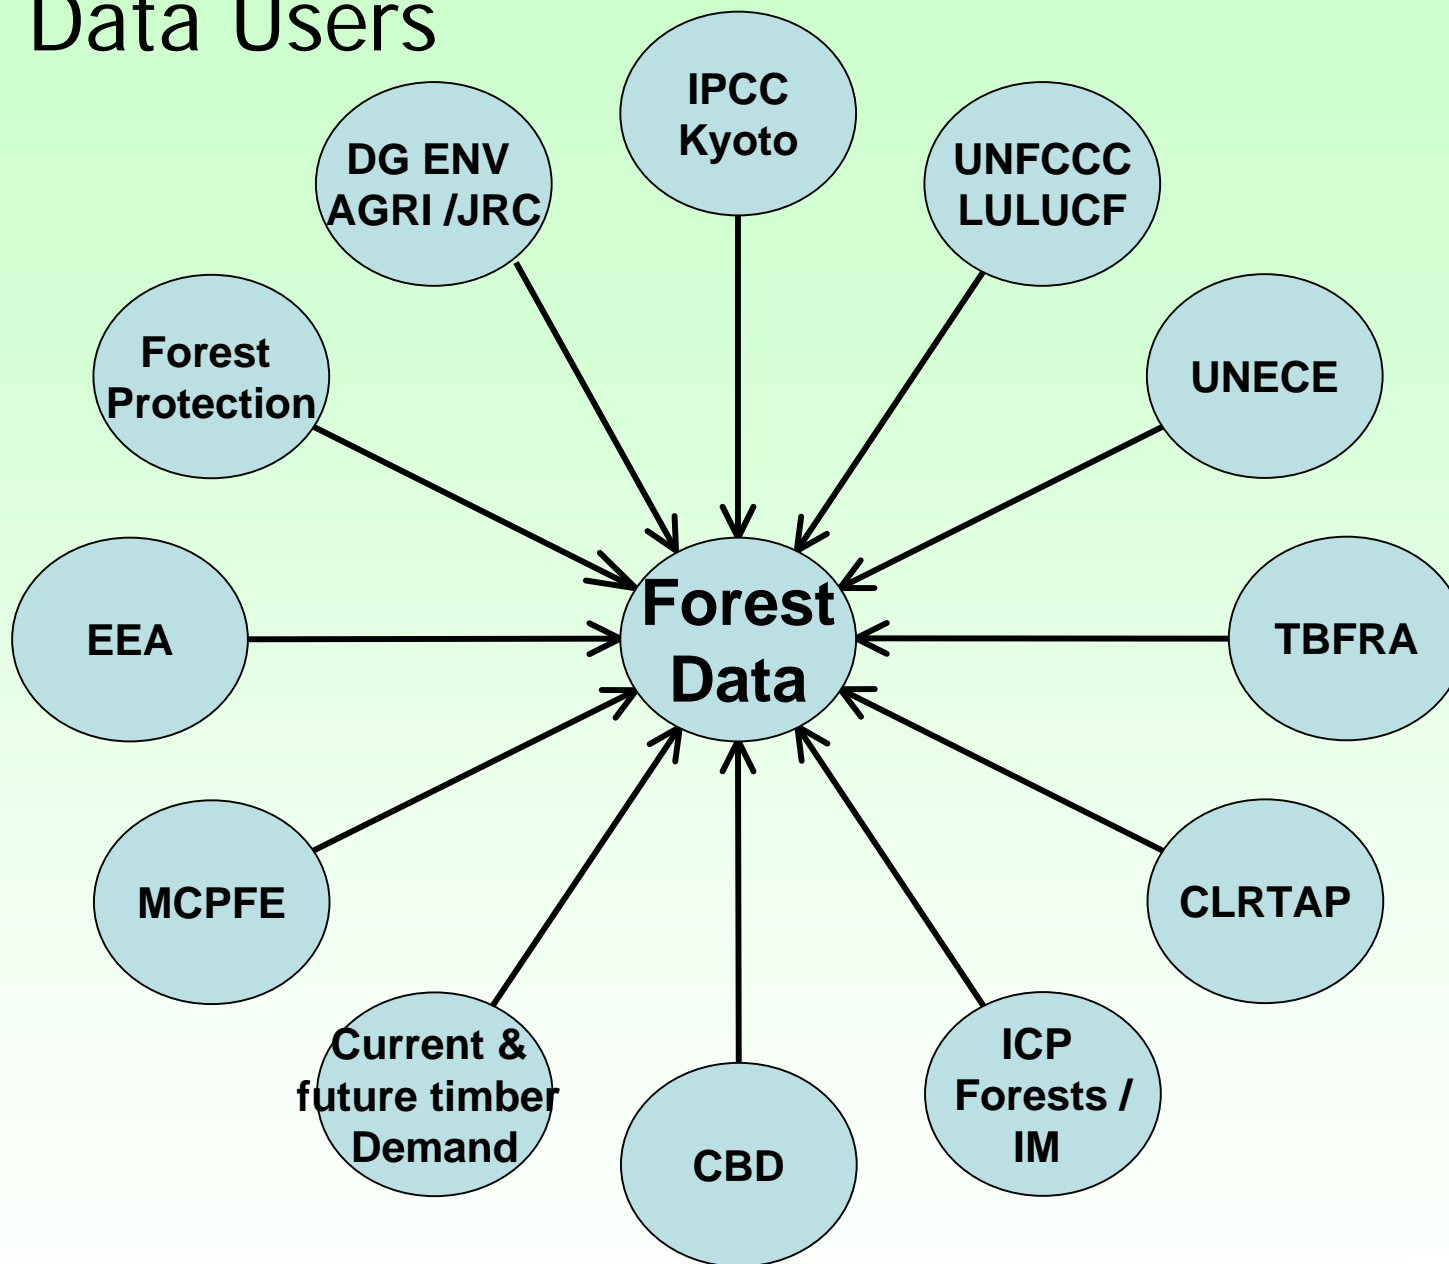 Data Users
IPCC
Kyoto
DG ENV
AGRI /JRC
UNFCCC
LULUCF
Forest
Protection
UNECE
EEA
Forest
Data
TBFRA
MCPFE
CLRTAP
Current &
future timber
Demand
CBD
ICP
Forests /
IM